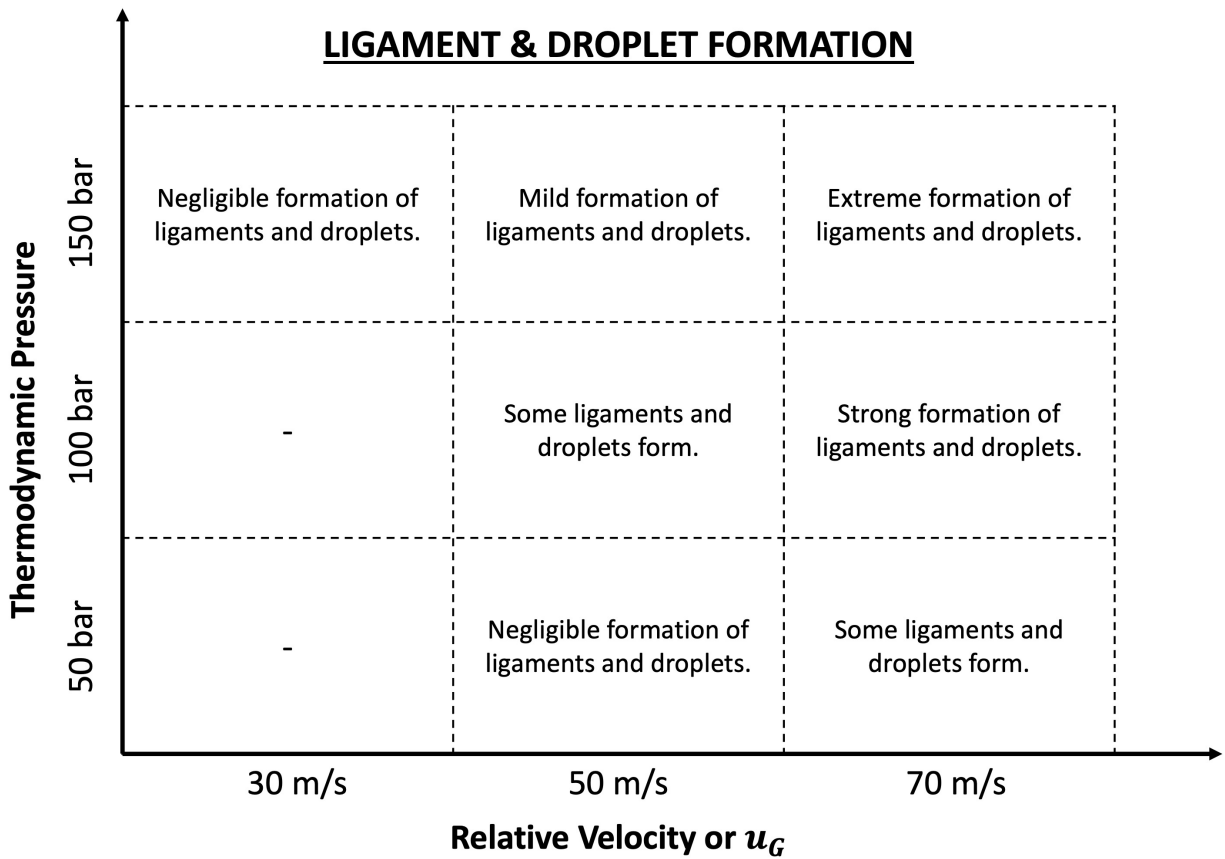 LIGAMENT & DROPLET FORMATION
Thermodynamic Pressure
150 bar
Negligible formation of
ligaments and droplets.
Mild formation of
ligaments and droplets.
Extreme formation of
ligaments and droplets.
100 bar
-
Some ligaments and
droplets form.
Strong formation of
ligaments and droplets.
50 bar
-
Negligible formation of
ligaments and droplets.
Some ligaments and
droplets form.
30 m/s
50 m/s
70 m/s
Relative Velocity or u_G